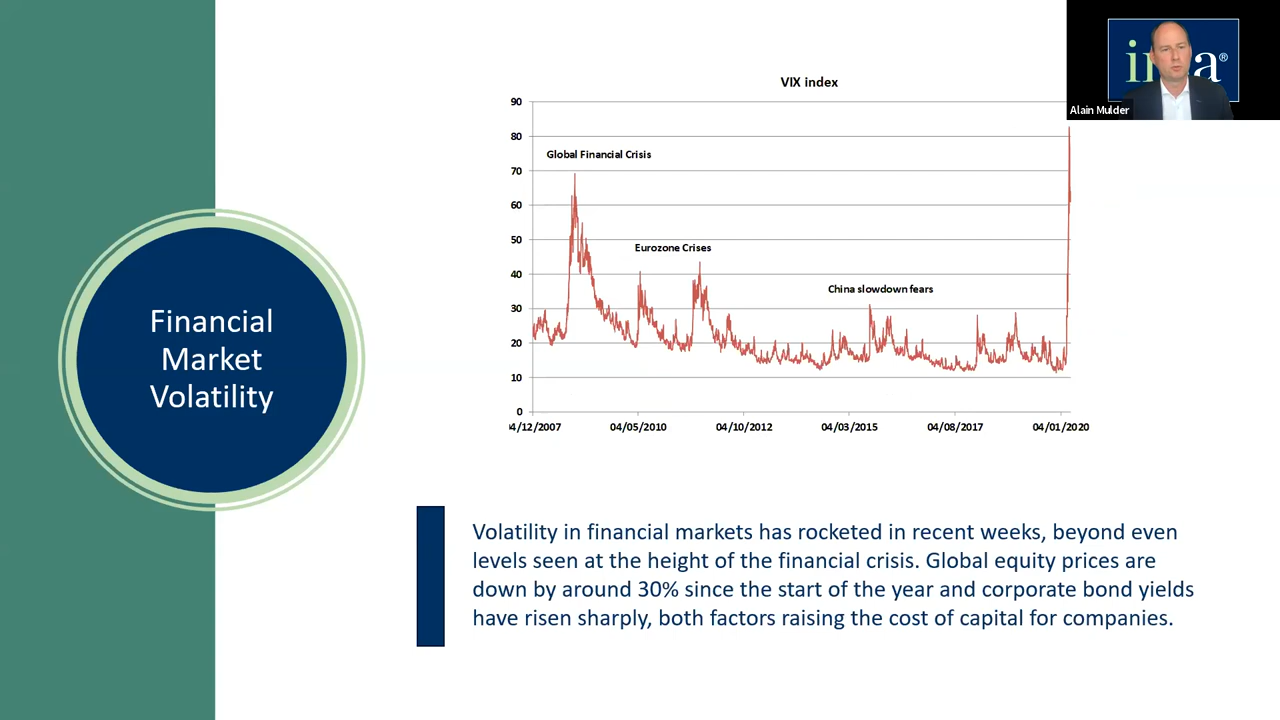 VIX index
90
80
70
60
50
40
30
20
10
0
Global Financial Crisis
Eurozone Crises
China slowdown fears
4/12/2007
04/05/2010
04/10/2012
04/03/2015
04/08/2017
04/01/2020
Alain Mulder
Financial
Market
Volatility
Volatility in financial markets has rocketed in recent weeks, beyond even
levels seen at the height of the financial crisis. Global equity prices are
down by around 30% since the start of the year and corporate bond yields
have risen sharply, both factors raising the cost of capital for companies.